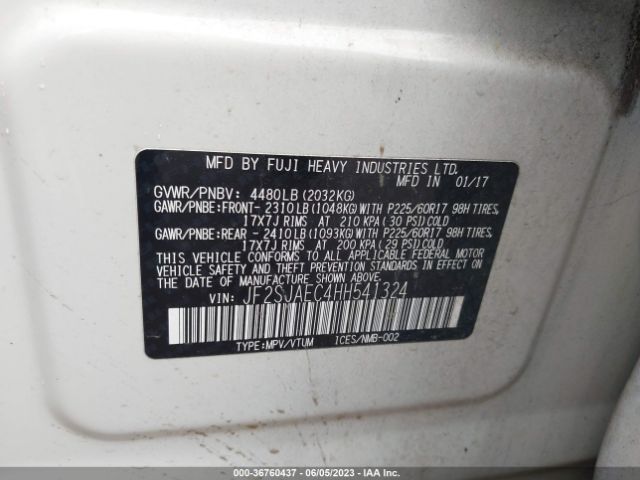 MFD BY FUJI HEAVY INDUSTRIES LTD.
MFD IN 01/17
GVWR/PNBV: 4480LB(2032KG)
GAWR/PNBE:FRONT- 2310LB(1048KG)WITH P225/60R17 98H TIRES,
17X7J RIMS AT 210 KPA(30 PSI)COLD
GAWR/PNBE:REAR - 2410LB(1093KG)WITH P225/60R17 98H TIRES,
17X7J RIMS AT 200 KPA(29 PSI)COLD
THIS VEHICLE CONFORMS TO ALL APPLICABLE FEDERAL MOTOR
VEHICLE SAFETY AND THEFT PREVENTION STANDARDS IN EFFECT ON
THE DATE OF MANUFACTURE SHOWN ABOVE.
VIN: JF2SJAEC4HH541324
TYPE:MPV/VTUM ICES/NMB-002
000-36760437 - 06/05/2023 - IAA Inc.